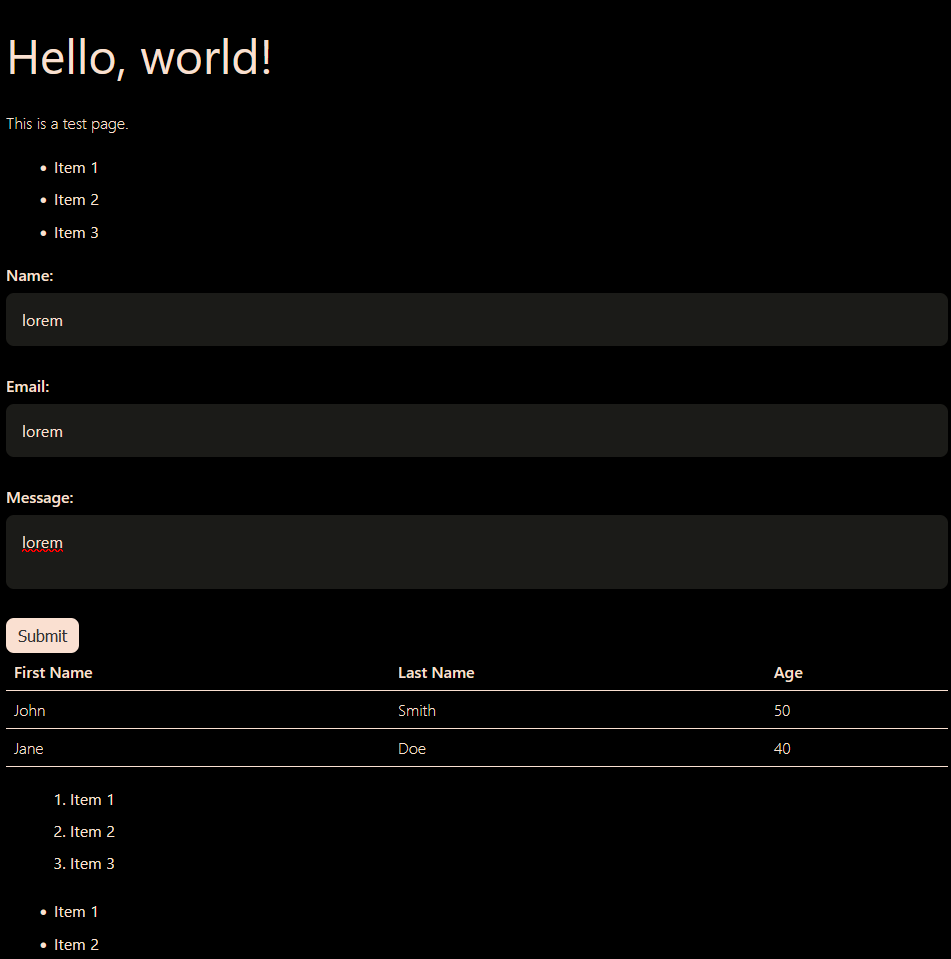 Hello, world!
This is a test page.
• Item 1
• Item 2
• Item 3
Name:
lorem
Email:
lorem
Message:
lorem
Submit
First Name Last Name Age
John Smith 50
Jane Doe 40
1. Item 1
2. Item 2
3. Item 3
• Item 1
• Item 2